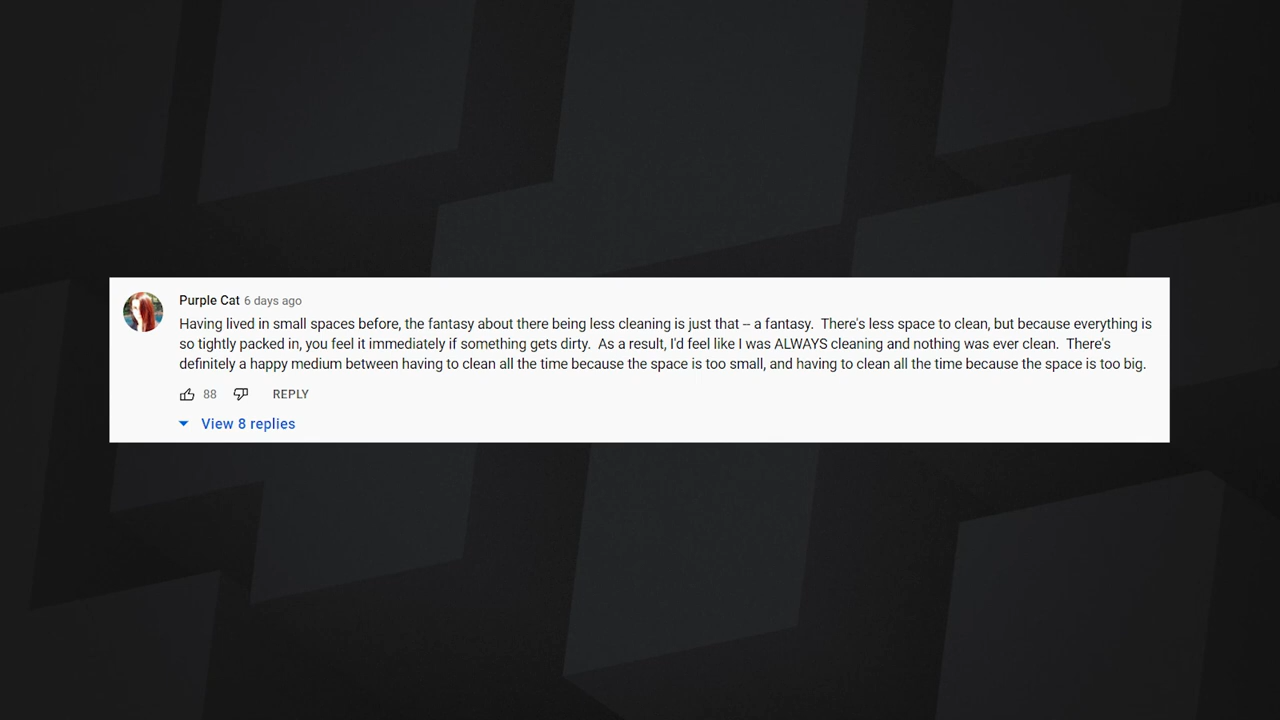 Purple Cat 6 days ago
Having lived in small spaces before, the fantasy about there being less cleaning is just that -- a fantasy.  There's less space to clean, but because everything is
so tightly packed in, you feel it immediately if something gets dirty.  As a result, I'd feel like I was ALWAYS cleaning and nothing was ever clean.  There's
definitely a happy medium between having to clean all the time because the space is too small, and having to clean all the time because the space is too big.
88 REPLY
View 8 replies